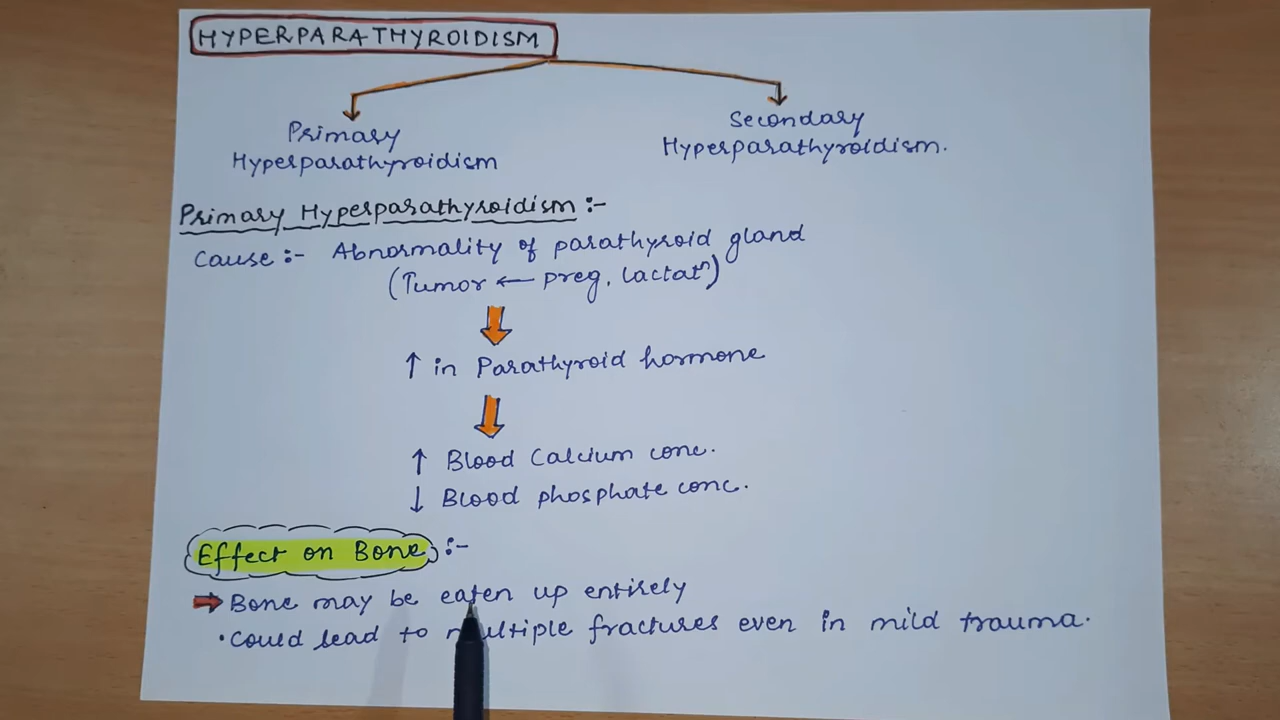 HYPERPARATHYROIDISM
Primary
Hyperparathyroidism
Secondary
Hyperparathyroidism.
Primary Hyperparathyroidism :-
Cause :- Abnormality of parathyroid gland
(Tumor ← preg, lactatⁿ)
↑ in Parathyroid hormone
↑ Blood Calcium conc.
↓ Blood phosphate conc.
Effect on Bone :-
⇒ Bone may be eaten up entirely
• Could lead to multiple fractures even in mild trauma.